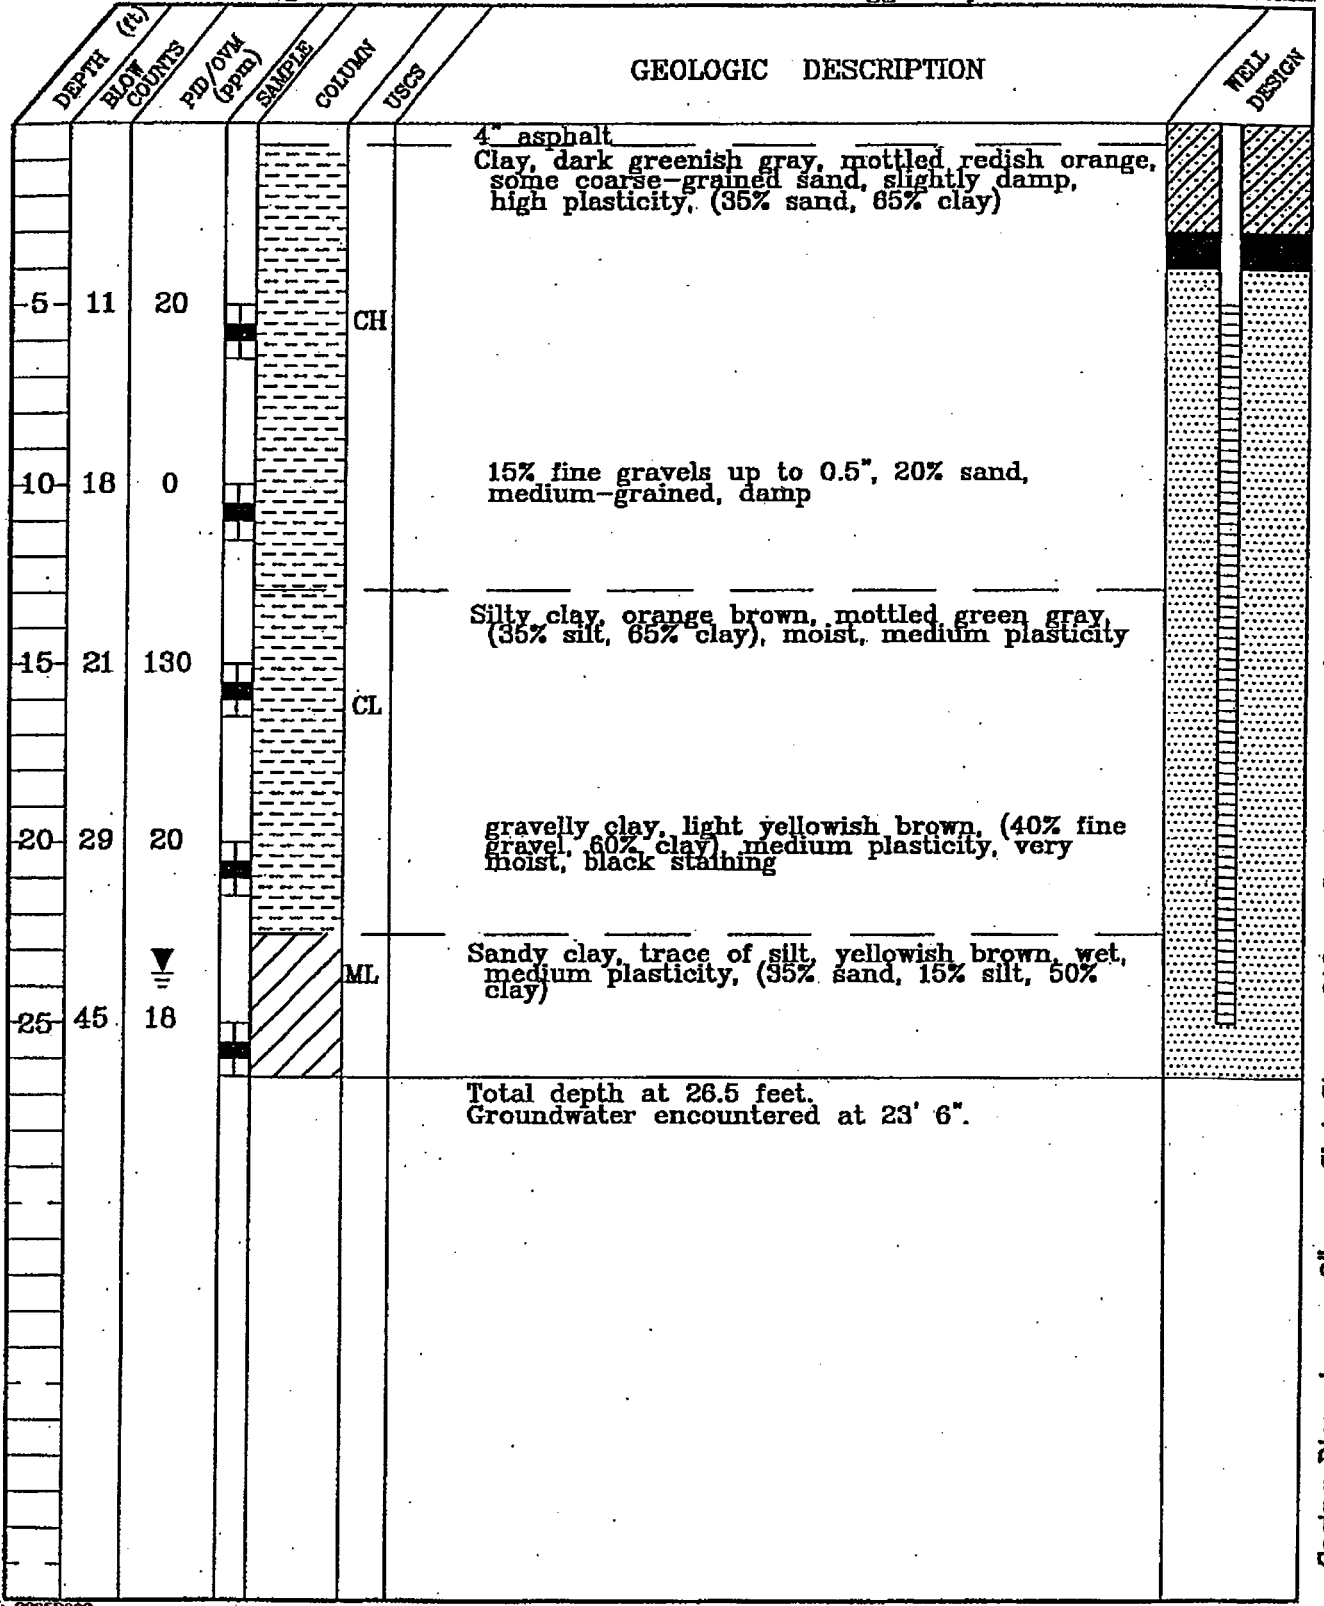 DEPTH (ft)
BLOW COUNTS
PID/OVM (ppm)
SAMPLE
COLUMN
USCS
GEOLOGIC DESCRIPTION
WELL DESIGN
4" asphalt
Clay, dark greenish gray, mottled redish orange,
some coarse-grained sand, slightly damp,
high plasticity, (35% sand, 65% clay)
5 11 20
CH
15% fine gravels up to 0.5", 20% sand,
10 18 0
medium-grained, damp
Silty clay, orange brown, mottled green gray,
(35% silt, 65% clay), moist, medium plasticity
15 21 130
CL
20 29 20
gravelly clay, light yellowish brown, (40% fine
gravel, 60% clay), medium plasticity, very
moist, black staining
Sandy clay, trace of silt, yellowish brown, wet,
ML
medium plasticity, (35% sand, 15% silt, 50%
clay)
25 45 18
Total depth at 26.5 feet.
Groundwater encountered at 23' 6".